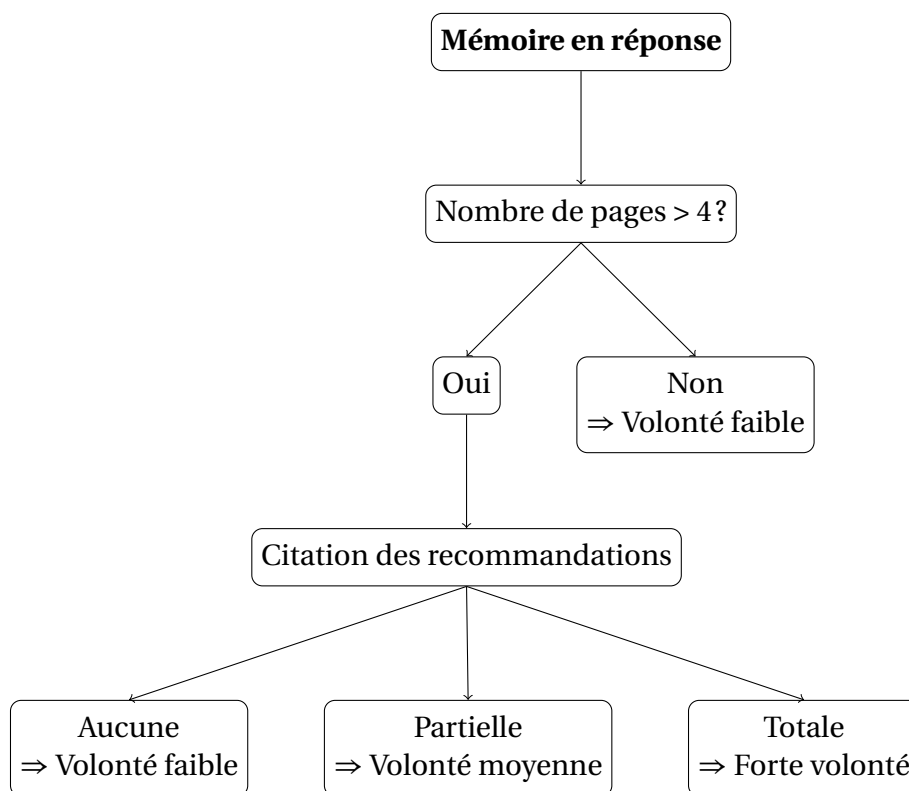 Mémoire en réponse
Nombre de pages > 4 ?
Oui
Non
⇒ Volonté faible
Citation des recommandations
Aucune
⇒ Volonté faible
Partielle
⇒ Volonté moyenne
Totale
⇒ Forte volonté